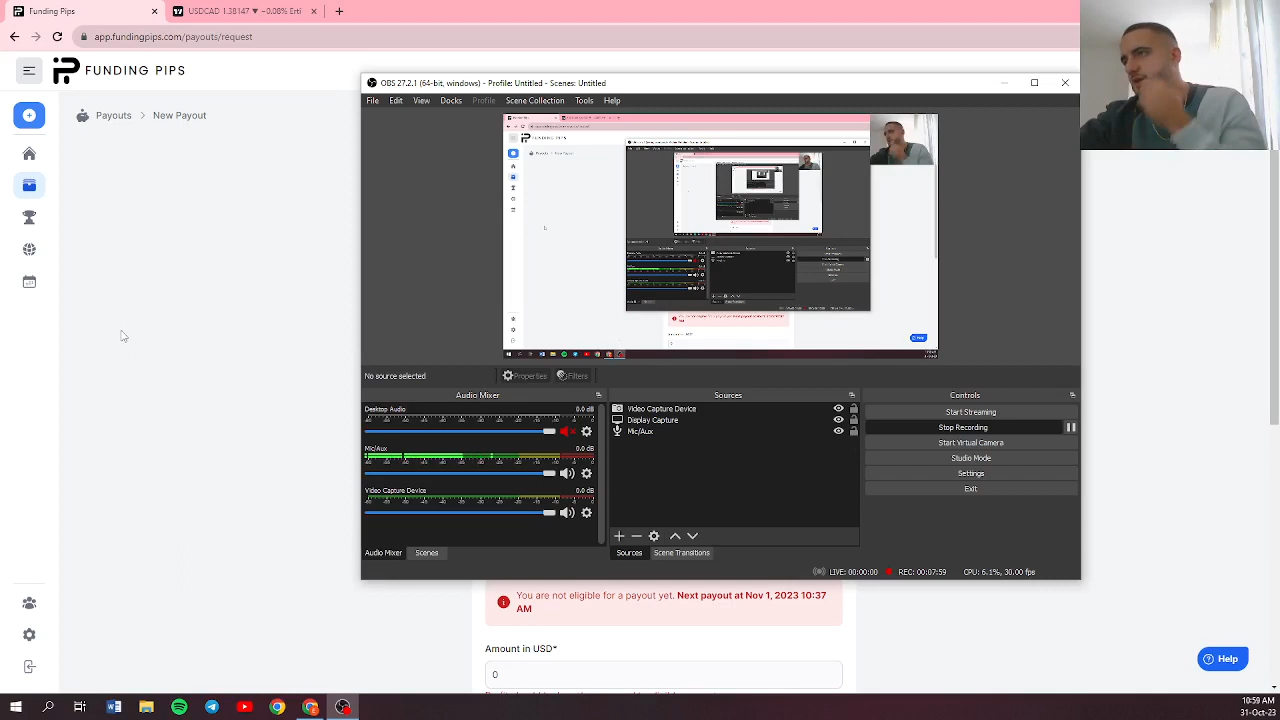 Funding Pips
USDCAD 1.38147 ▼ −0.08% Erti
app.fundingpips.com/payouts/request
FUNDING PIPS
Payouts
New Payout
OBS 27.2.1 (64-bit, windows) - Profile: Untitled - Scenes: Untitled
File Edit View Docks Profile Scene Collection Tools Help
No source selected
Properties
Filters
Audio Mixer
Sources
Controls
Desktop Audio 0.0 dB
Mic/Aux 0.0 dB
Video Capture Device 0.0 dB
Video Capture Device
Display Capture
Mic/Aux
Start Streaming
Stop Recording
Start Virtual Camera
Studio Mode
Settings
Exit
Audio Mixer
Scenes
Sources
Scene Transitions
LIVE: 00:00:00
REC: 00:07:59
CPU: 6.1%, 30.00 fps
You are not eligible for a payout yet. Next payout at Nov 1, 2023 10:37
AM
Amount in USD*
0
Help
10:59 AM
31-Oct-23